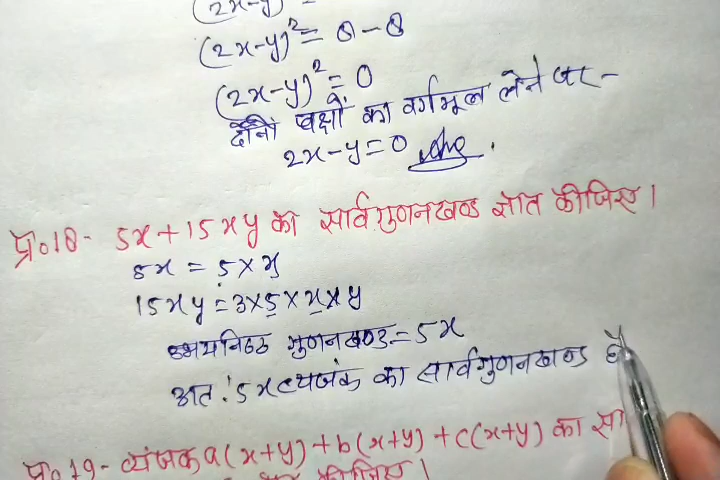 (2x-y)
(2x-y)² = 8-8
(2x-y)² = 0
दोनों पक्षों का वर्गमूल लेने पर-
2x-y=0 Ans.
प्र०18- 5x+15xy का सार्वगुणनखण्ड ज्ञात कीजिए।
5x = 5×x
15xy = 3×5×x×y
उभयनिष्ठ गुणनखण्ड = 5x
अत: 5x व्यंजक का सार्वगुणनखण्ड है
प्र०19- व्यंजक a(x+y)+b(x+y)+c(x+y) का सा
कीजिए।